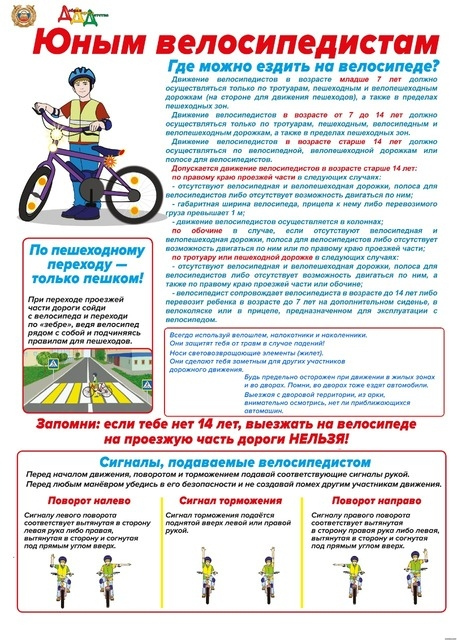 Добрая Дорога Детства
Юным велосипедистам
Где можно ездить на велосипеде?
Движение велосипедистов в возрасте младше 7 лет должно
осуществляться только по тротуарам, пешеходным и велопешеходным
дорожкам (на стороне для движения пешеходов), а также в пределах
пешеходных зон.
Движение велосипедистов в возрасте от 7 до 14 лет должно
осуществляться только по тротуарам, пешеходным, велосипедным и
велопешеходным дорожкам, а также в пределах пешеходных зон.
Движение велосипедистов в возрасте старше 14 лет должно
осуществляться по велосипедной, велопешеходной дорожкам или
полосе для велосипедистов.
Допускается движение велосипедистов в возрасте старше 14 лет:
по правому краю проезжей части в следующих случаях:
- отсутствуют велосипедная и велопешеходная дорожки, полоса для
велосипедистов либо отсутствует возможность двигаться по ним;
- габаритная ширина велосипеда, прицепа к нему либо перевозимого
груза превышает 1 м;
- движение велосипедистов осуществляется в колоннах;
по обочине в случае, если отсутствуют велосипедная и
велопешеходная дорожки, полоса для велосипедистов либо отсутствует
возможность двигаться по ним или по правому краю проезжей части;
по тротуару или пешеходной дорожке в следующих случаях:
- отсутствуют велосипедная и велопешеходная дорожки, полоса для
велосипедистов либо отсутствует возможность двигаться по ним, а
также по правому краю проезжей части или обочине;
- велосипедист сопровождает велосипедиста в возрасте до 14 лет либо
перевозит ребенка в возрасте до 7 лет на дополнительном сиденье, в
велоколяске или в прицепе, предназначенном для эксплуатации с
велосипедом.
По пешеходному
переходу —
только пешком!
При переходе проезжей
части дороги сойди
с велосипеда и переходи
по «зебре», ведя велосипед
рядом с собой и подчиняясь
правилам для пешеходов.
Всегда используй велошлем, налокотники и наколенники.
Они защитят тебя от травм в случае падений!
Носи световозвращающие элементы (жилет).
Они сделают тебя заметным для других участников
дорожного движения.
Будь предельно осторожен при движении в жилых зонах
и во дворах. Помни, во дворах тоже ездят автомобили.
Выезжая с дворовой территории, из арки,
внимательно осмотрись, нет ли приближающихся
автомашин.
Запомни: если тебе нет 14 лет, выезжать на велосипеде
на проезжую часть дороги НЕЛЬЗЯ!
Сигналы, подаваемые велосипедистом
Перед началом движения, поворотом и торможением подавай соответствующие сигналы рукой.
Перед любым манёвром убедись в его безопасности и не создавай помех другим участникам движения.
Поворот налево
Сигналу левого поворота
соответствует вытянутая в сторону
левая рука либо правая,
вытянутая в сторону и согнутая
под прямым углом вверх.
Сигнал торможения
Сигнал торможения подаётся
поднятой вверх левой или правой
рукой.
Поворот направо
Сигналу правого поворота
соответствует вытянутая
в сторону правая рука либо левая,
вытянутая в сторону и согнутая
под прямым углом вверх.